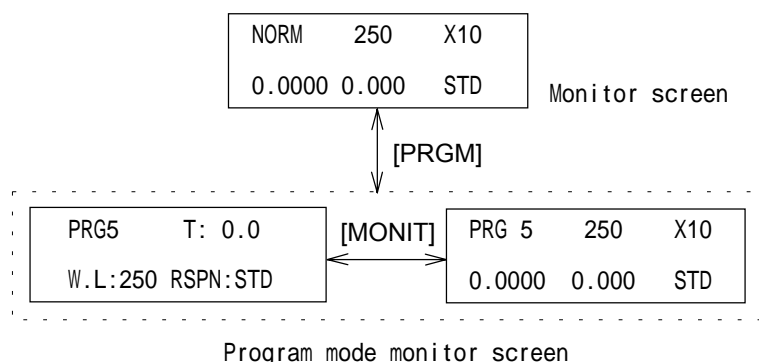 NORM 250 X10
0.0000 0.000 STD
Monitor screen
[PRGM]
PRG5 T: 0.0
W.L:250 RSPN:STD
[MONIT]
PRG 5 250 X10
0.0000 0.000 STD
Program mode monitor screen